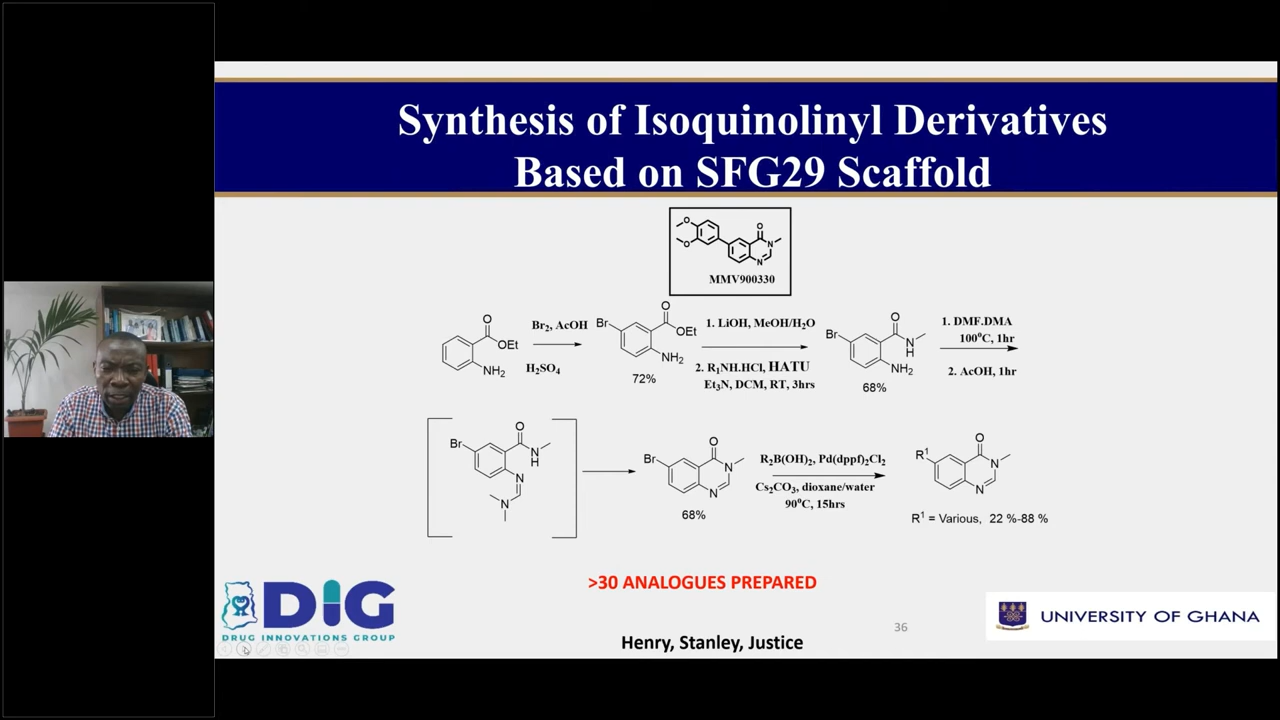 Synthesis of Isoquinolinyl Derivatives
Based on SFG29 Scaffold
O
O
O
N
N
MMV900330
O
OEt
NH₂
Br₂, AcOH
H₂SO₄
Br
O
OEt
NH₂
72%
1. LiOH, MeOH/H₂O
2. R₁NH.HCl, HATU
Et₃N, DCM, RT, 3hrs
Br
O
N
H
NH₂
68%
1. DMF.DMA
100⁰C, 1hr
2. AcOH, 1hr
Br
O
N
H
N
N
Br
O
N
N
68%
R₂B(OH)₂, Pd(dppf)₂Cl₂
Cs₂CO₃, dioxane/water
90⁰C, 15hrs
R¹
O
N
N
R¹ = Various, 22 %-88 %
>30 ANALOGUES PREPARED
DIG
DRUG INNOVATIONS GROUP
Henry, Stanley, Justice
36
UNIVERSITY OF GHANA